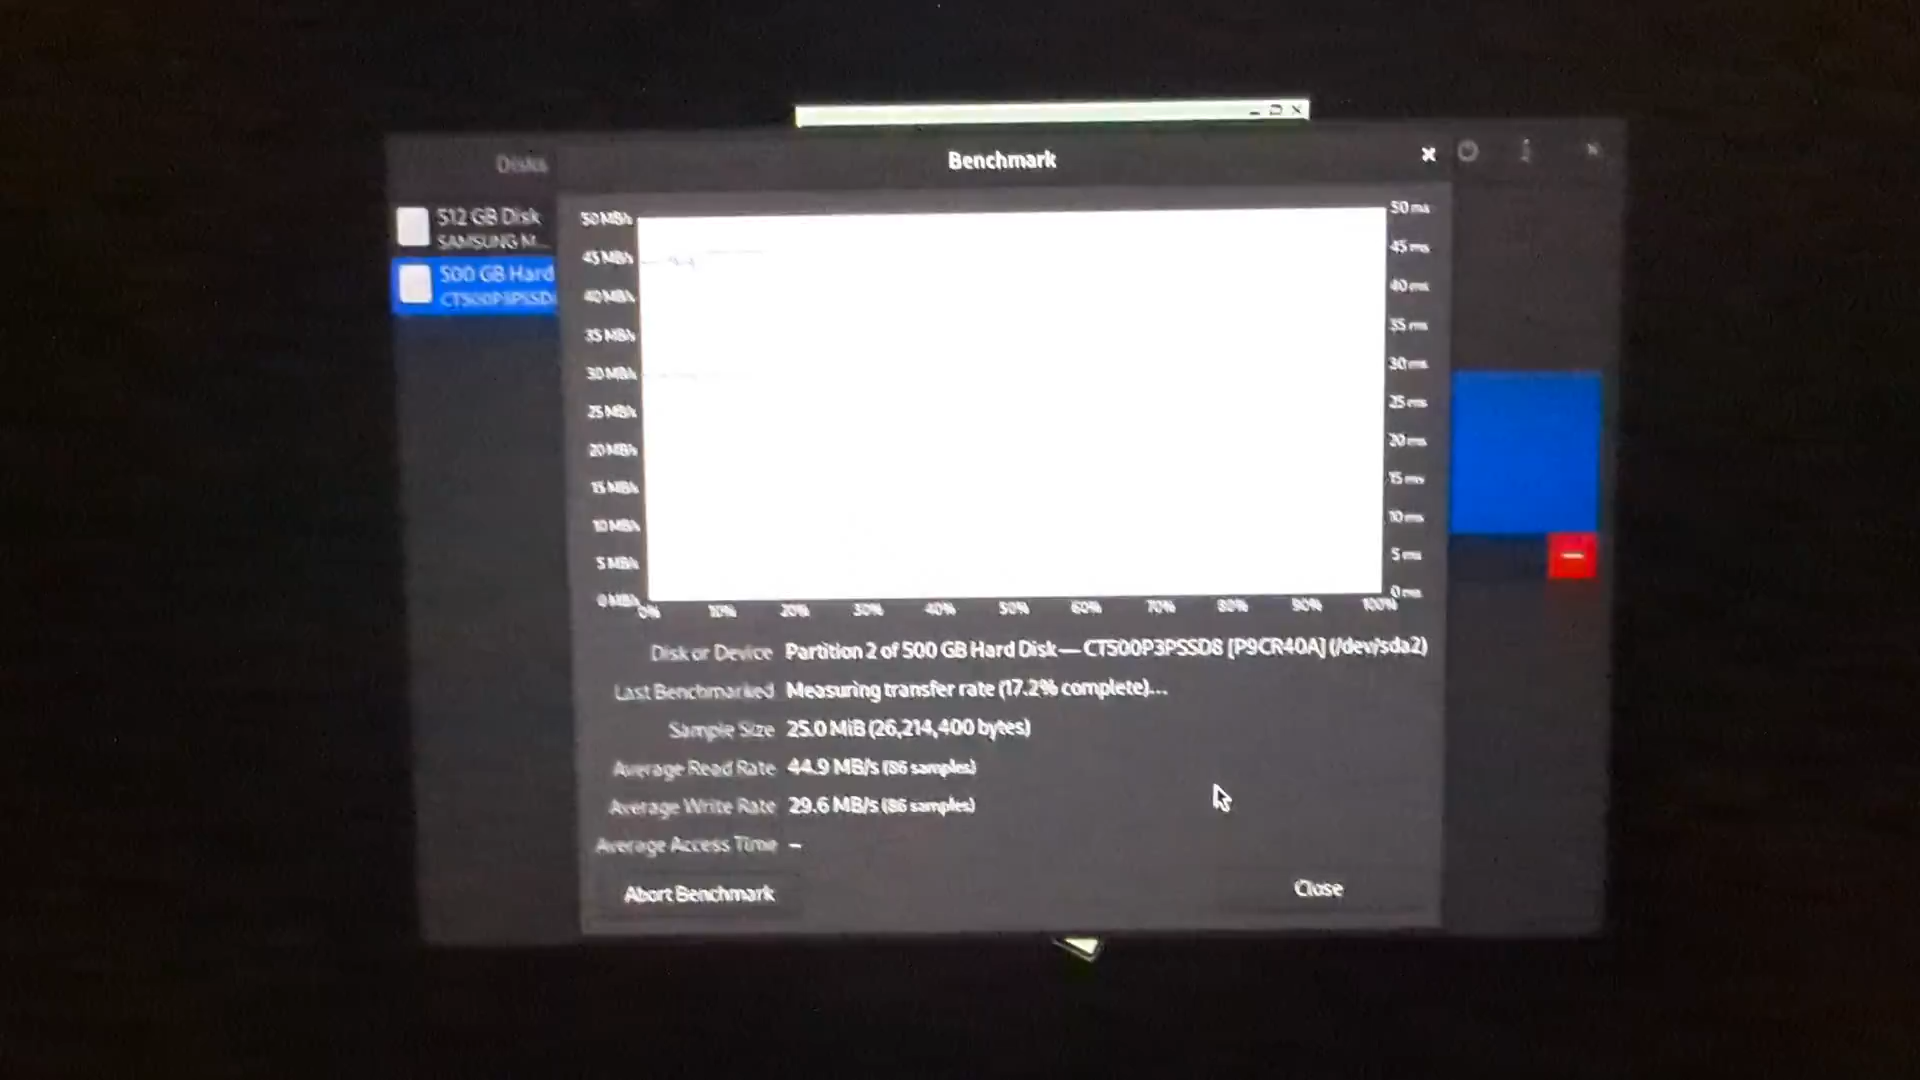 Disks
Benchmark
512 GB Disk
SAMSUNG M...
500 GB Hard
CT500P3PSSD
50 MB/s
45 MB/s
40 MB/s
35 MB/s
30 MB/s
25 MB/s
20 MB/s
15 MB/s
10 MB/s
5 MB/s
0 MB/s
50 ms
45 ms
40 ms
35 ms
30 ms
25 ms
20 ms
15 ms
10 ms
5 ms
0 ms
0% 10% 20% 30% 40% 50% 60% 70% 80% 90% 100%
Disk or Device Partition 2 of 500 GB Hard Disk — CT500P3PSSD8 [P9CR40A] (/dev/sda2)
Last Benchmarked Measuring transfer rate (17.2% complete)...
Sample Size 25.0 MiB (26,214,400 bytes)
Average Read Rate 44.9 MB/s (86 samples)
Average Write Rate 29.6 MB/s (86 samples)
Average Access Time –
Abort Benchmark
Close